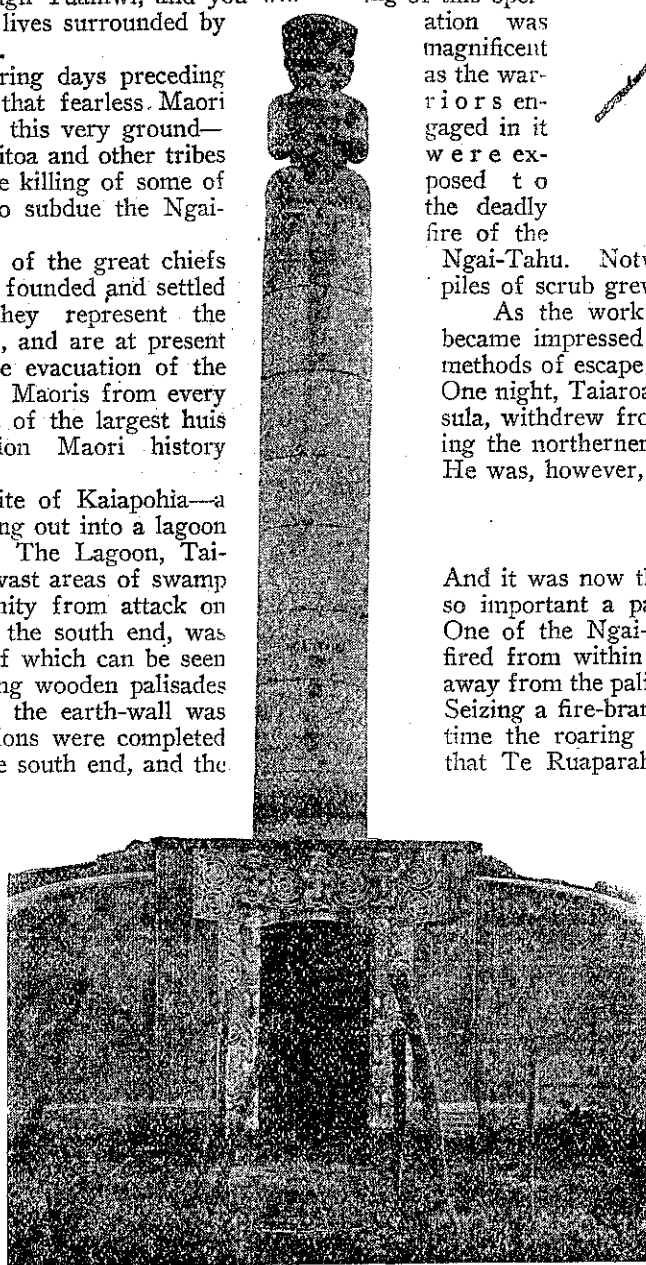 lives surrounded by
ring days preceding
that fearless Maori
this very ground—
itoa and other tribes
e killing of some of
o subdue the Ngai-
of the great chiefs
founded and settled
hey represent the
, and are at present
e evacuation of the
Maoris from every
of the largest huis
ion Maori history
ite of Kaiapohia—a
ng out into a lagoon
The Lagoon, Tai-
vast areas of swamp
nity from attack on
the south end, was
f which can be seen
ng wooden palisades
the earth-wall was
ions were completed
e south end, and the
ation was
magnificent
as the war-
riors en-
gaged in it
were ex-
posed to
the deadly
fire of the
Ngai-Tahu. Notw
piles of scrub grew
As the work
became impressed
methods of escape
One night, Taiaroa
sula, withdrew fro
ing the northerner
He was, however,
And it was now th
so important a pa
One of the Ngai-
fired from within
away from the pali
Seizing a fire-bran
time the roaring
that Te Ruaparah